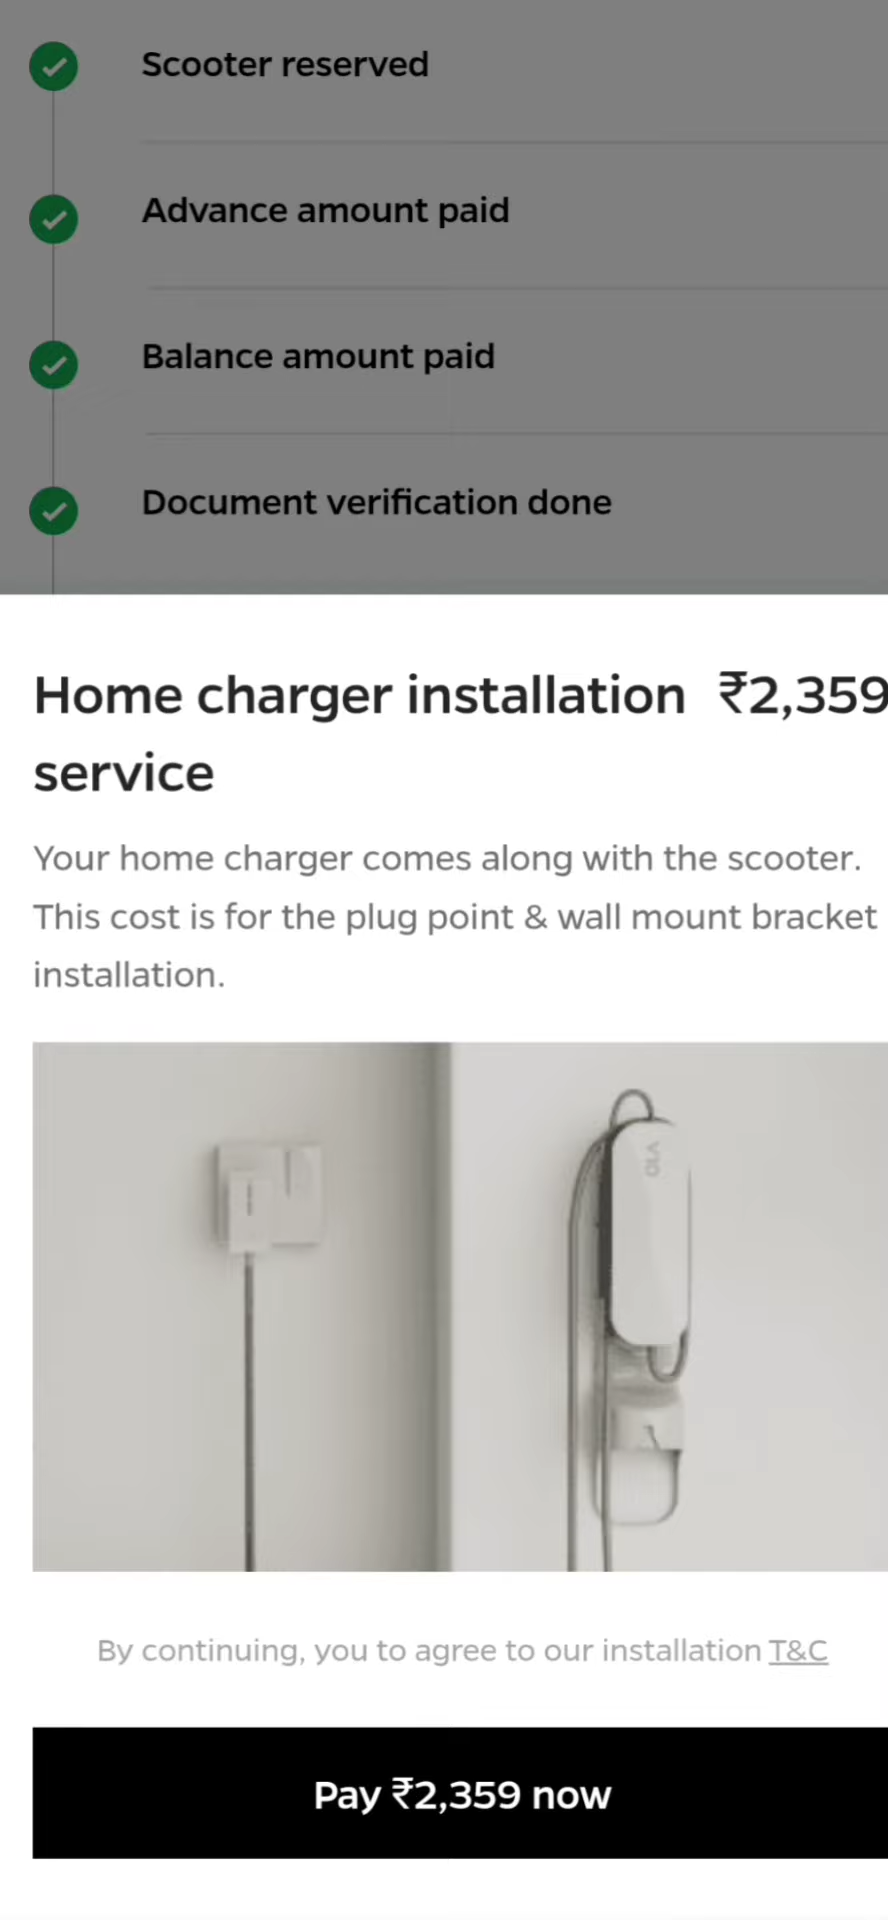 Scooter reserved
Advance amount paid
Balance amount paid
Document verification done
Home charger installation ₹2,359
service
Your home charger comes along with the scooter.
This cost is for the plug point & wall mount bracket
installation.
By continuing, you to agree to our installation T&C
Pay ₹2,359 now